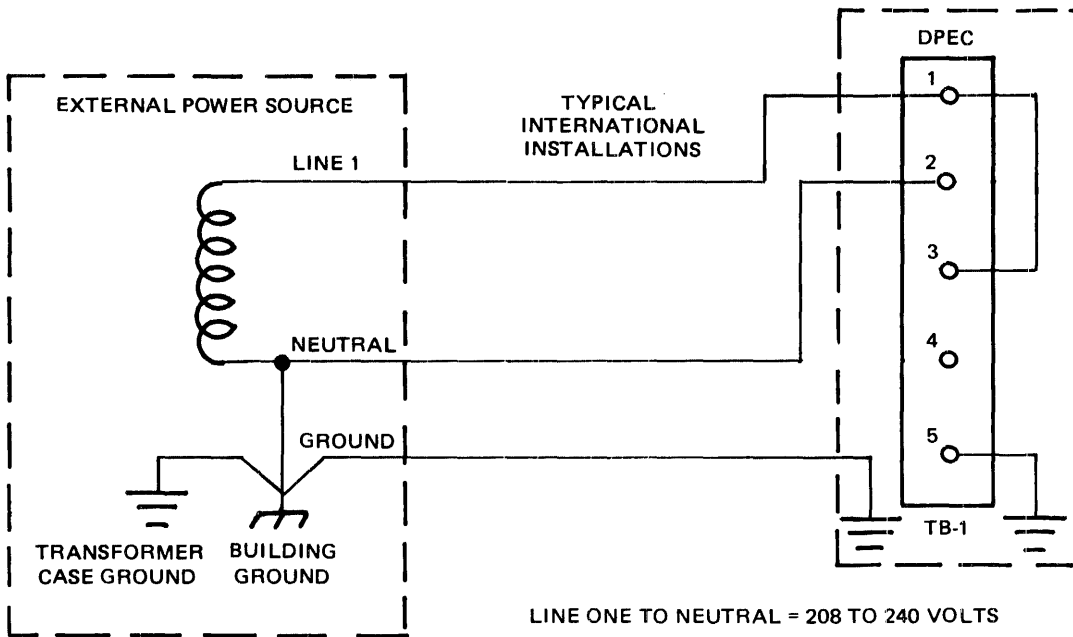 DPEC
EXTERNAL POWER SOURCE
TYPICAL
INTERNATIONAL
INSTALLATIONS
1
LINE 1
2
3
NEUTRAL
4
GROUND
5
TRANSFORMER
CASE GROUND
BUILDING
GROUND
TB-1
LINE ONE TO NEUTRAL = 208 TO 240 VOLTS